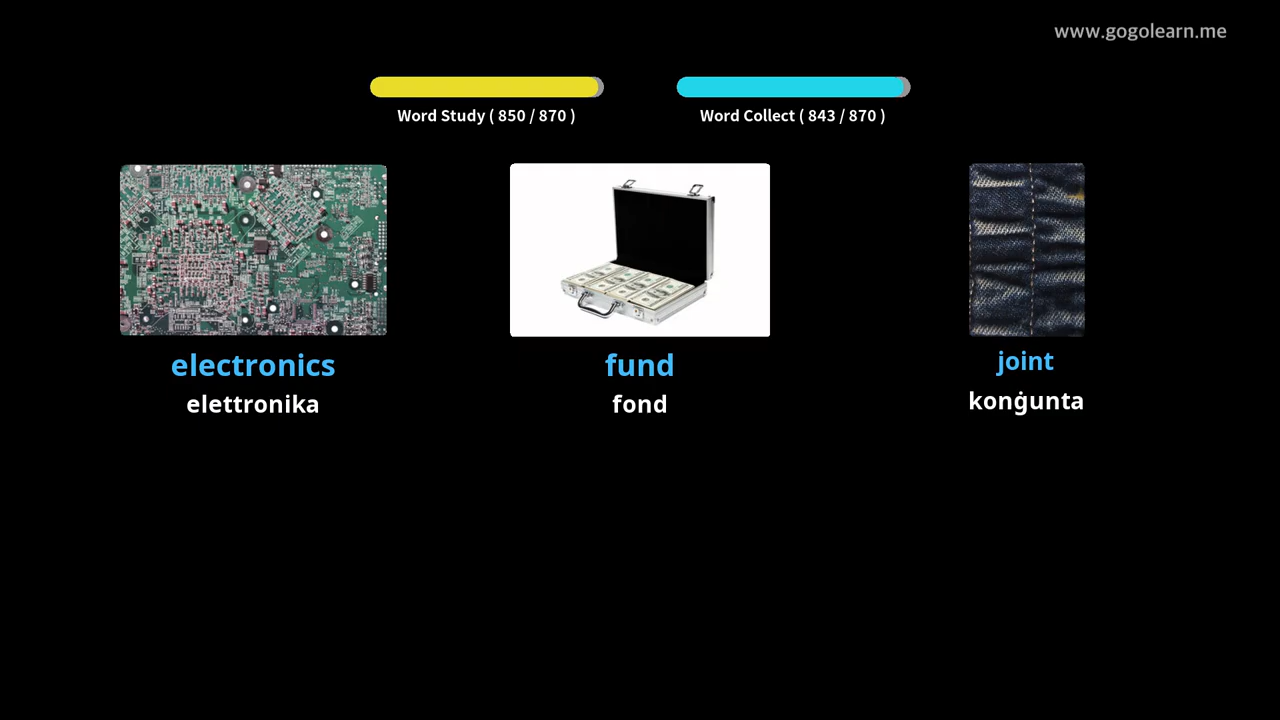 www.gogolearn.me
Word Study ( 850 / 870 )
Word Collect ( 843 / 870 )
electronics
elettronika
fund
fond
joint
konġunta